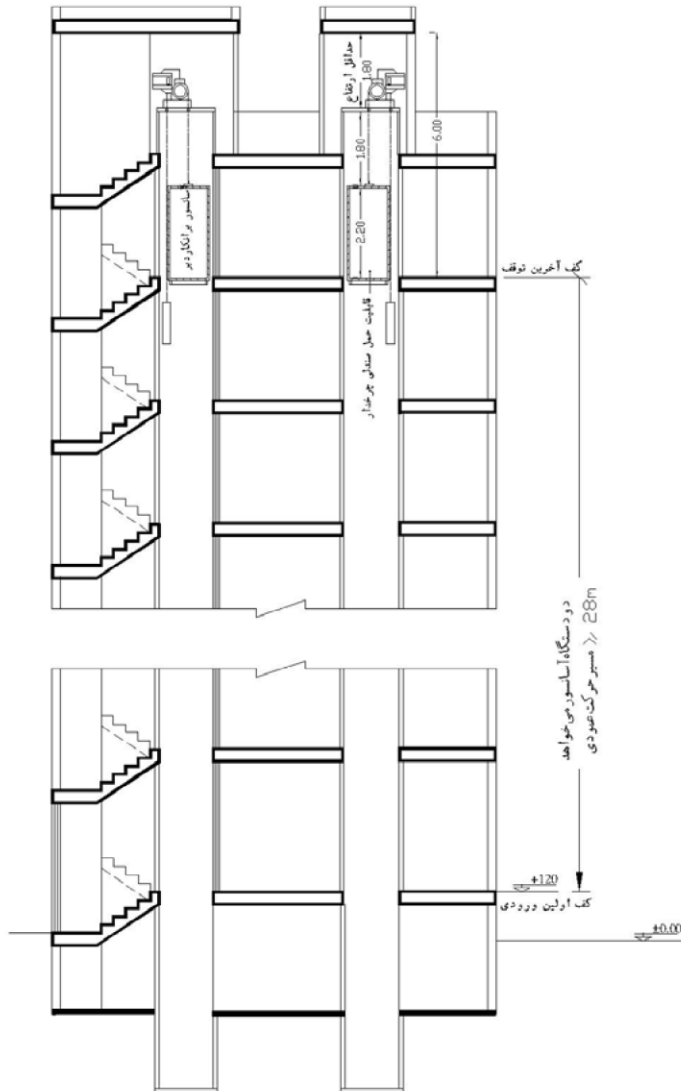 حداقل ارتفاع
1.80
6.00
1.80
آسانسور برانکاردبر
2.20
کف آخرین توقف
قابلیت حمل صندلی چرخدار
دو دستگاه آسانسور می‌خواهد
مسیر حرکت عمودی ≥ 28m
+120
کف اولین ورودی
±0.00